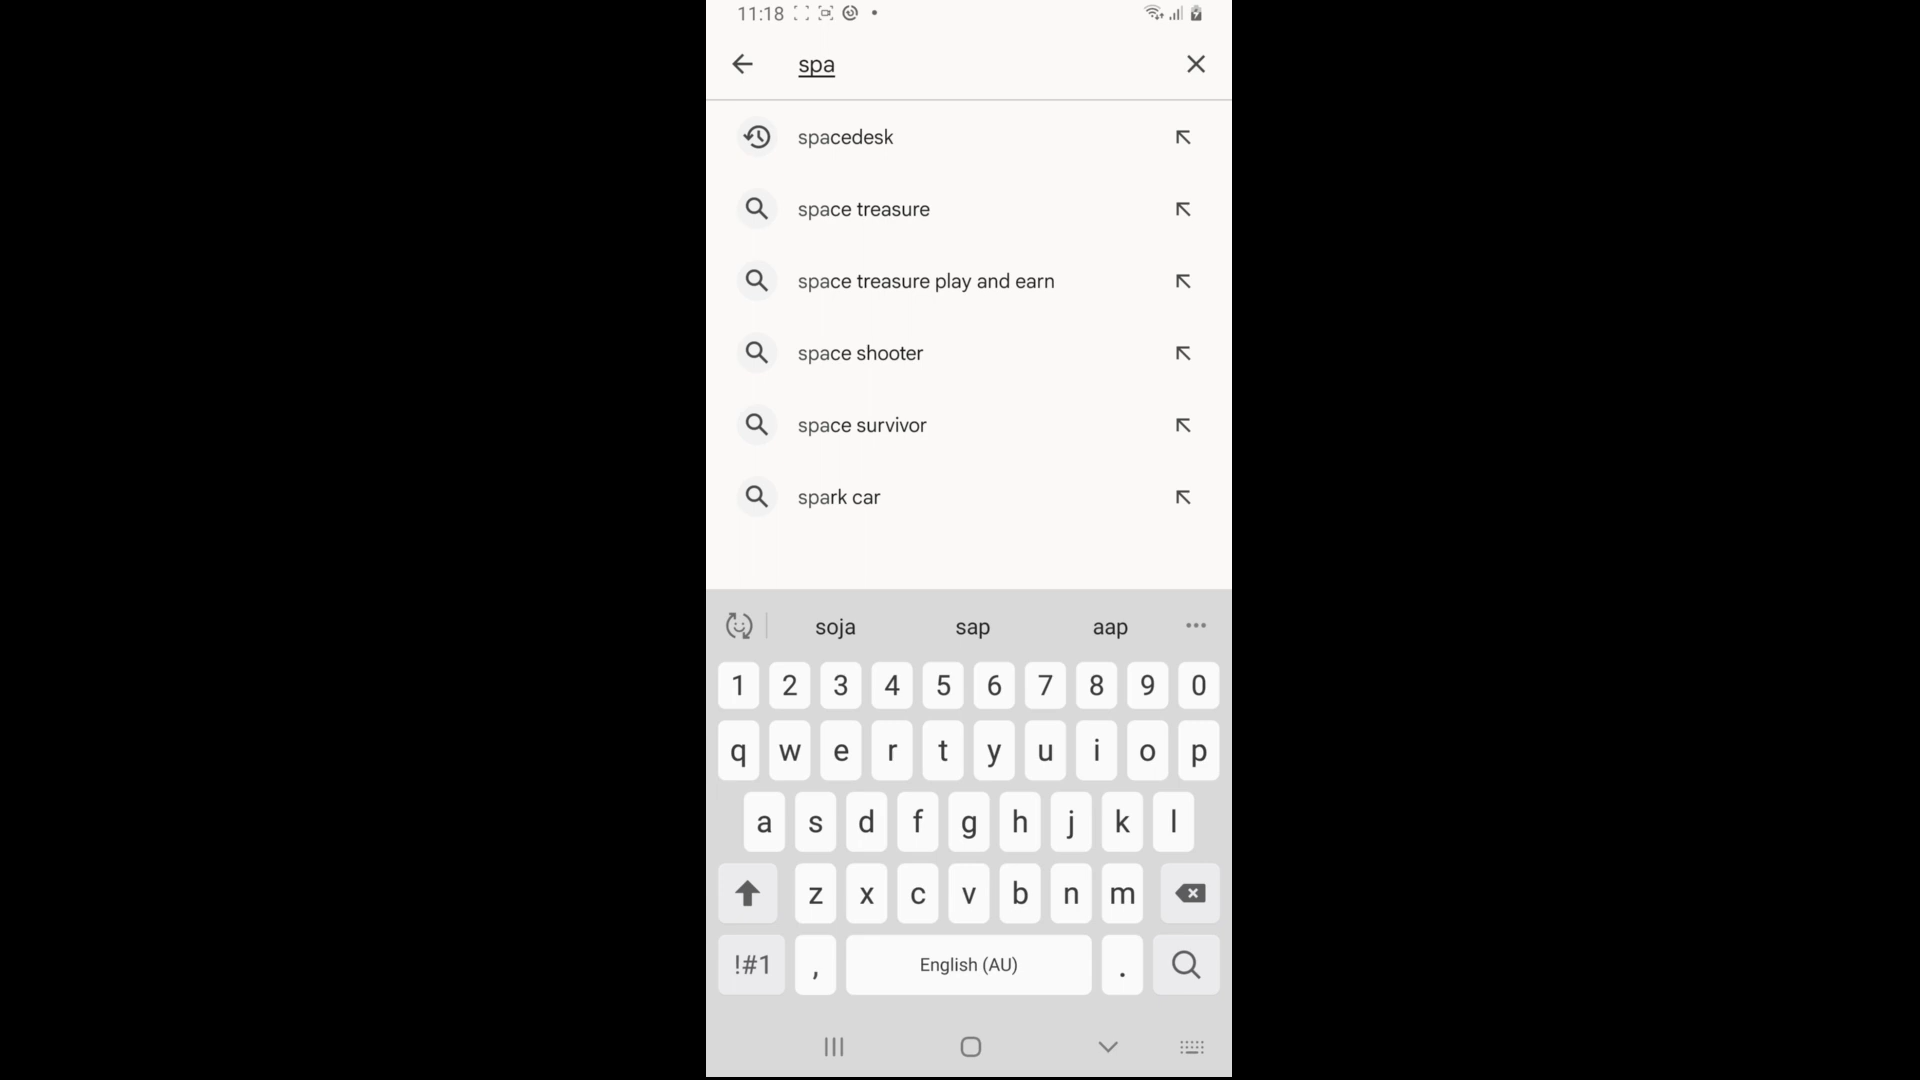 11:18
spa
spacedesk
space treasure
space treasure play and earn
space shooter
space survivor
spark car
soja sap aap
1 2 3 4 5 6 7 8 9 0
q w e r t y u i o p
a s d f g h j k l
z x c v b n m
!#1 , English (AU) .